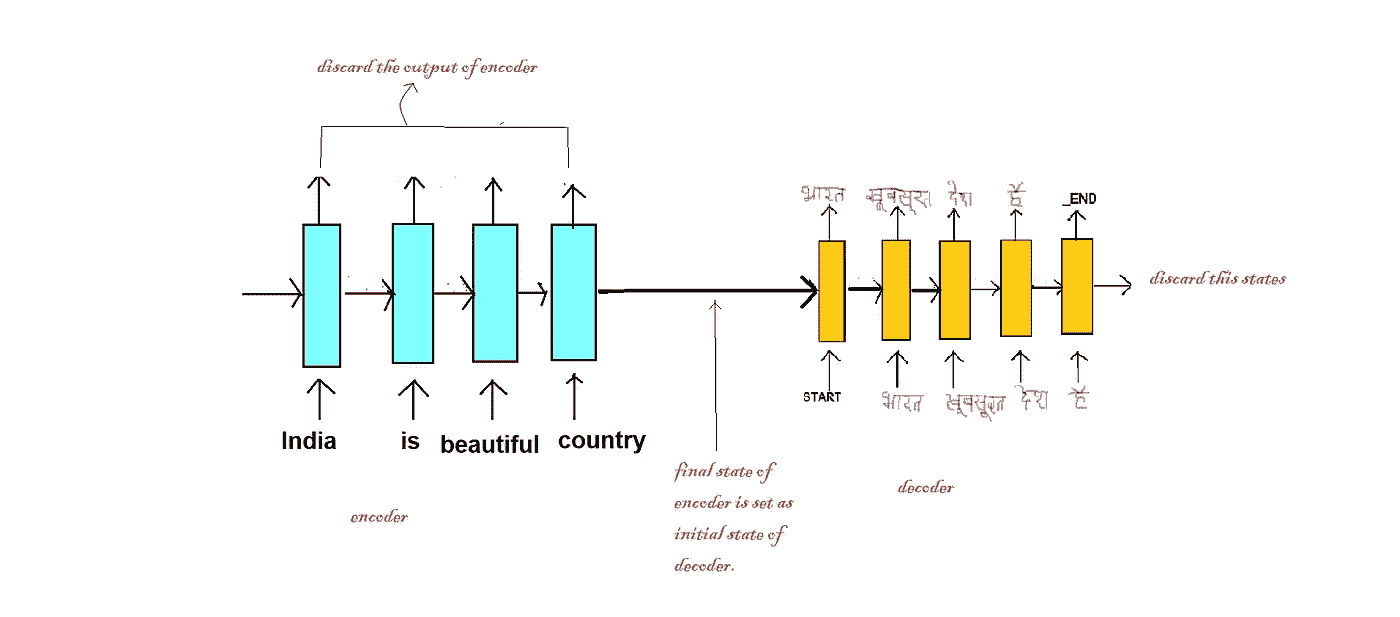 discard the output of encoder
भारत खूबसूरत देश है _END
discard this states
START भारत खूबसूरत देश है
India is beautiful country
final state of
encoder is set as
initial state of
decoder.
decoder
encoder